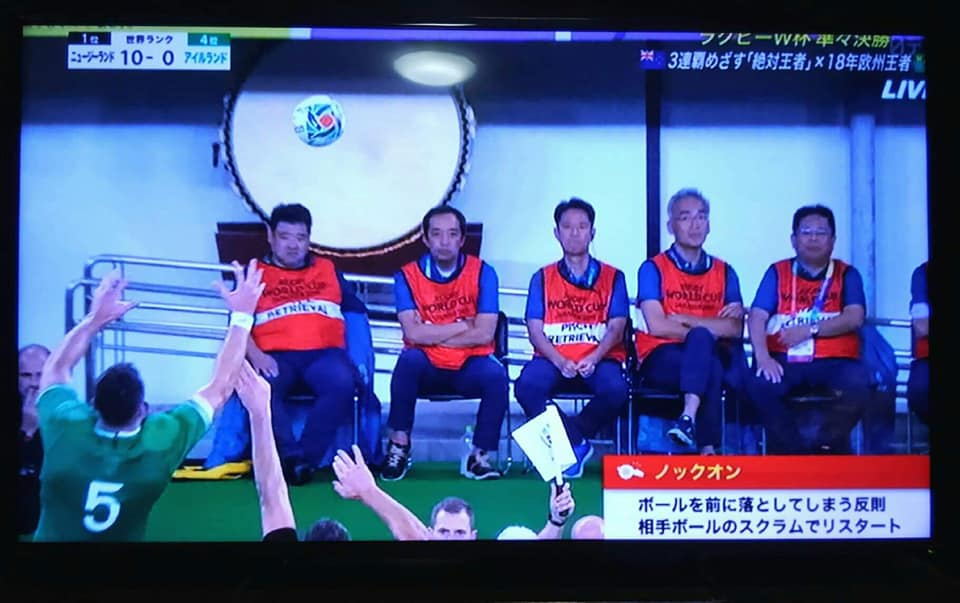 1位 世界ランク 4位
ニュージーランド 10-0 アイルランド
ラグビーW杯 準々決勝
3連覇めざす「絶対王者」×18年欧州王者
LIVE
WORLD CUP
RETRIEVAL
WORLD CUP
WORLD CUP
PITCH
RETRIEVAL
WORLD CUP
5
ノックオン
ボールを前に落としてしまう反則
相手ボールのスクラムでリスタート